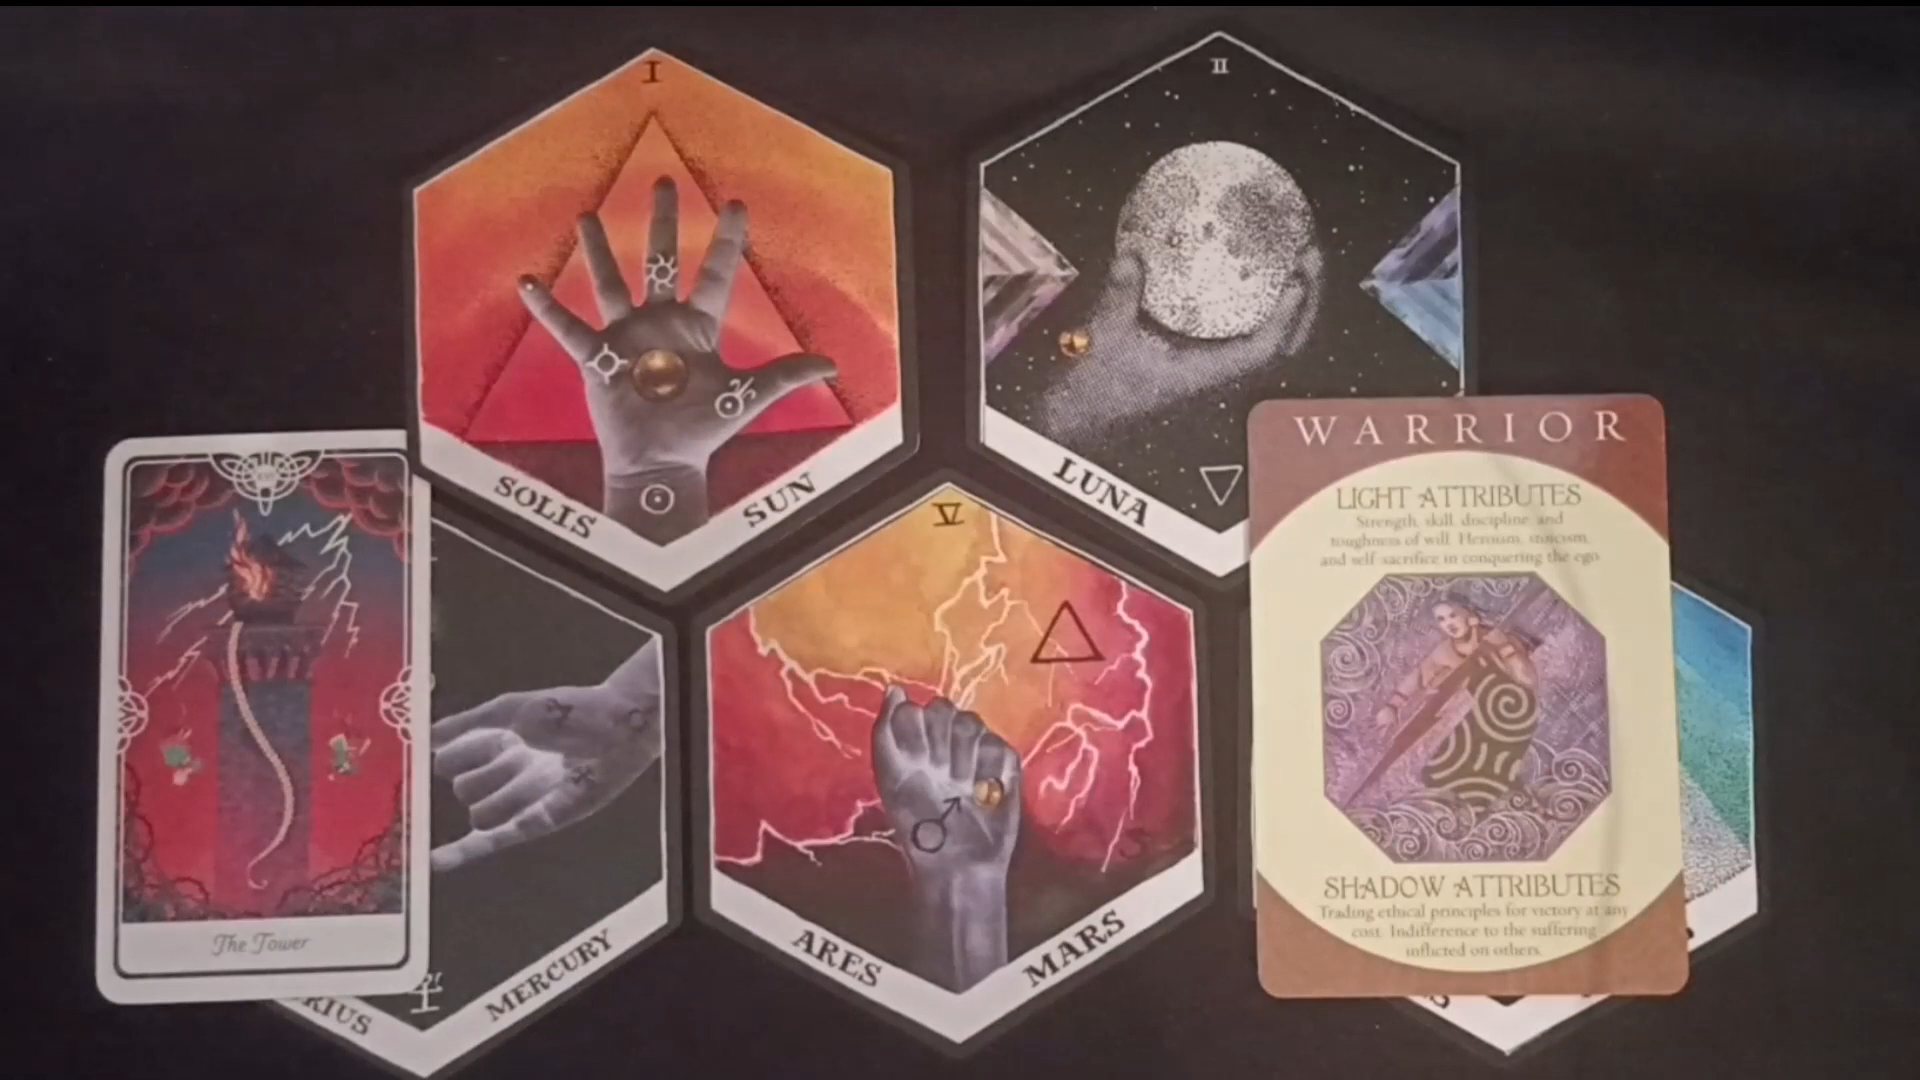 I
SOLIS
SUN
II
LUNA
The Tower
RIUS
MERCURY
V
ARES
MARS
WARRIOR
LIGHT ATTRIBUTES
Strength, skill, discipline, and
toughness of will. Heroism, stoicism,
and self-sacrifice in conquering the ego.
SHADOW ATTRIBUTES
Trading ethical principles for victory at any
cost. Indifference to the suffering
inflicted on others.